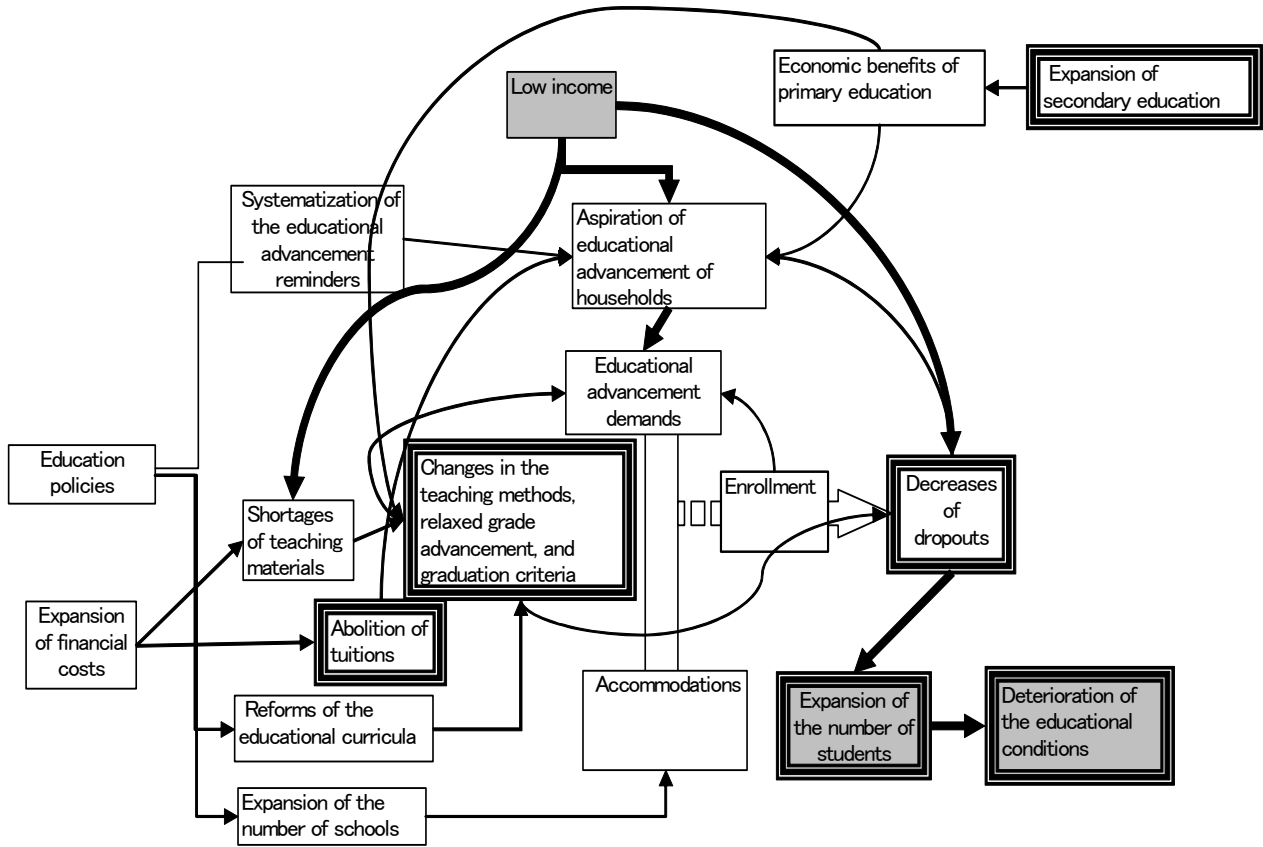 Economic benefits of
primary education
Expansion of
secondary education
Low income
Systematization of
the educational
advancement
reminders
Aspiration of
educational
advancement of
households
Educational
advancement
demands
Education
policies
Changes in the
teaching methods,
relaxed grade
advancement, and
graduation criteria
Enrollment
Decreases
of
dropouts
Shortages
of teaching
materials
Expansion
of financial
costs
Abolition of
tuitions
Accommodations
Expansion of
the number of
students
Deterioration of
the educational
conditions
Reforms of the
educational curricula
Expansion of the
number of schools